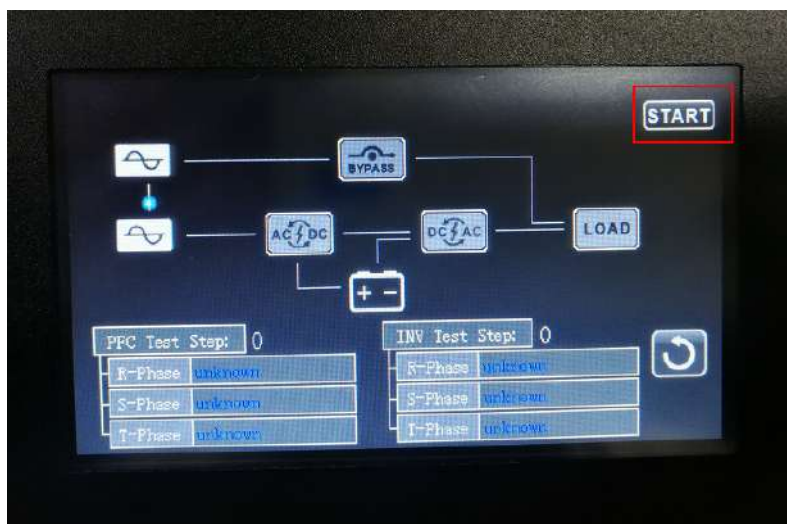 START
BYPASS
AC DC
DC AC
LOAD
+ -
PFC Test Step: 0
R-Phase unknown
S-Phase unknown
T-Phase unknown
INV Test Step: 0
R-Phase unknown
S-Phase unknown
T-Phase unknown